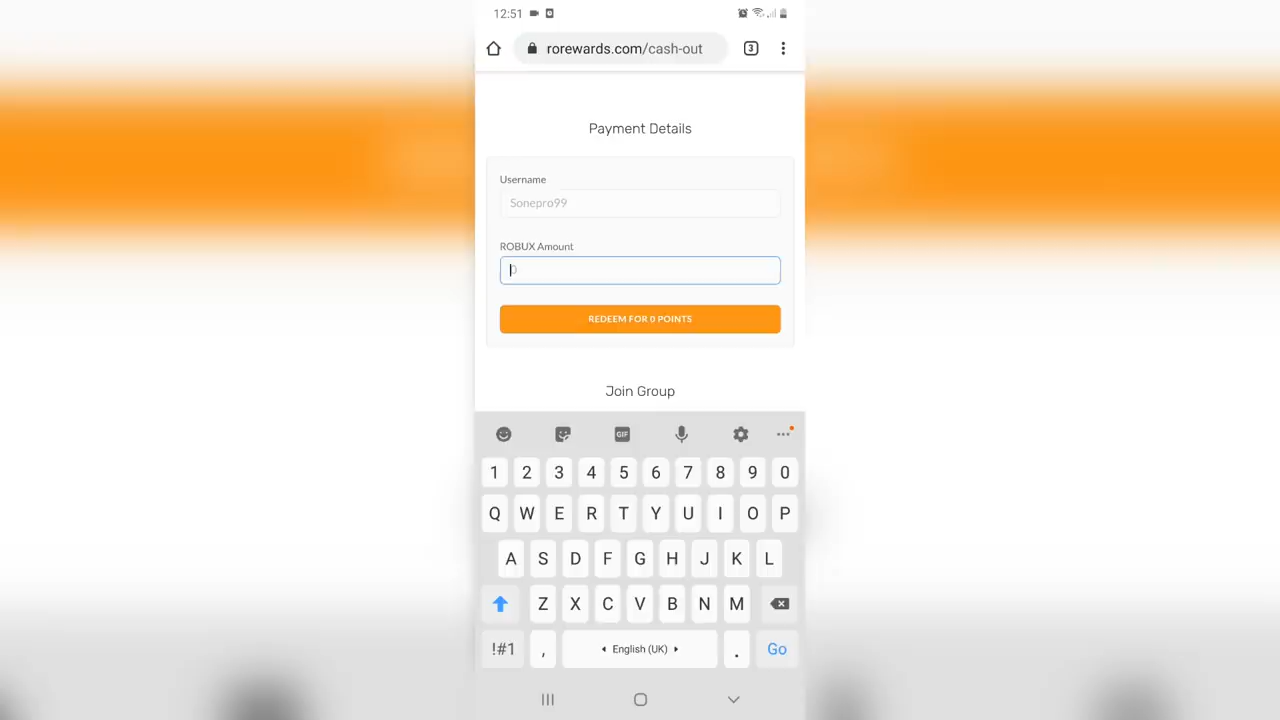 12:51
rorewards.com/cash-out
3
Payment Details
Username
Sonepro99
ROBUX Amount
0
REDEEM FOR 0 POINTS
Join Group
GIF
1 2 3 4 5 6 7 8 9 0
Q W E R T Y U I O P
A S D F G H J K L
Z X C V B N M
!#1 , English (UK) . Go